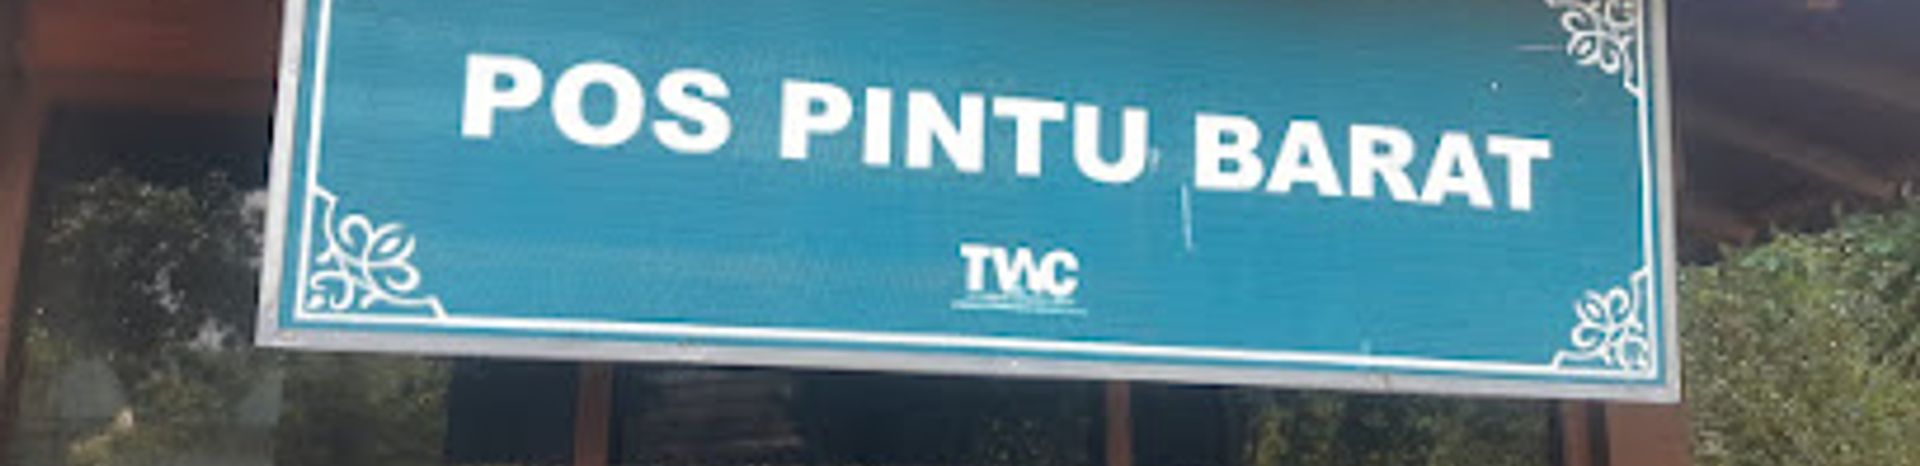 POS PINTU BARAT
TWC